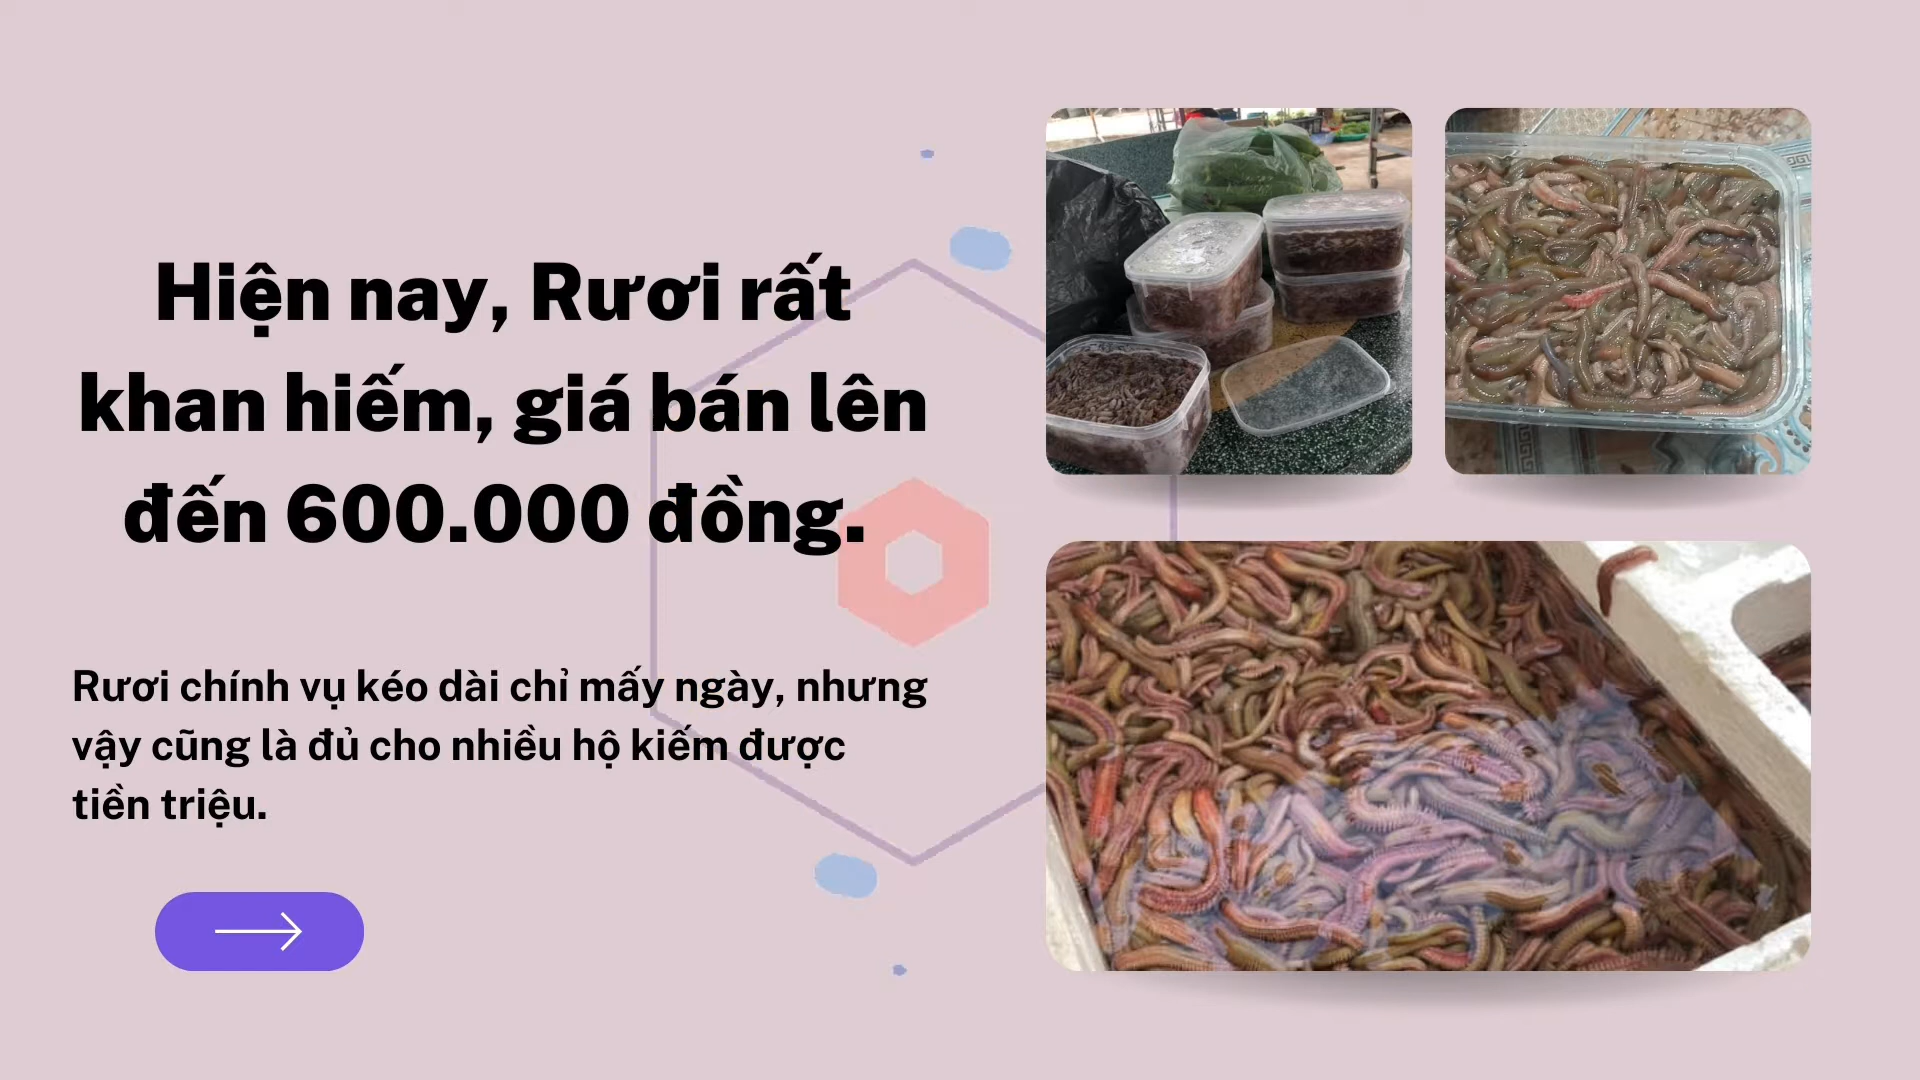 Hiện nay, Rươi rất
khan hiếm, giá bán lên
đến 600.000 đồng.
Rươi chính vụ kéo dài chỉ mấy ngày, nhưng
vậy cũng là đủ cho nhiều hộ kiếm được
tiền triệu.